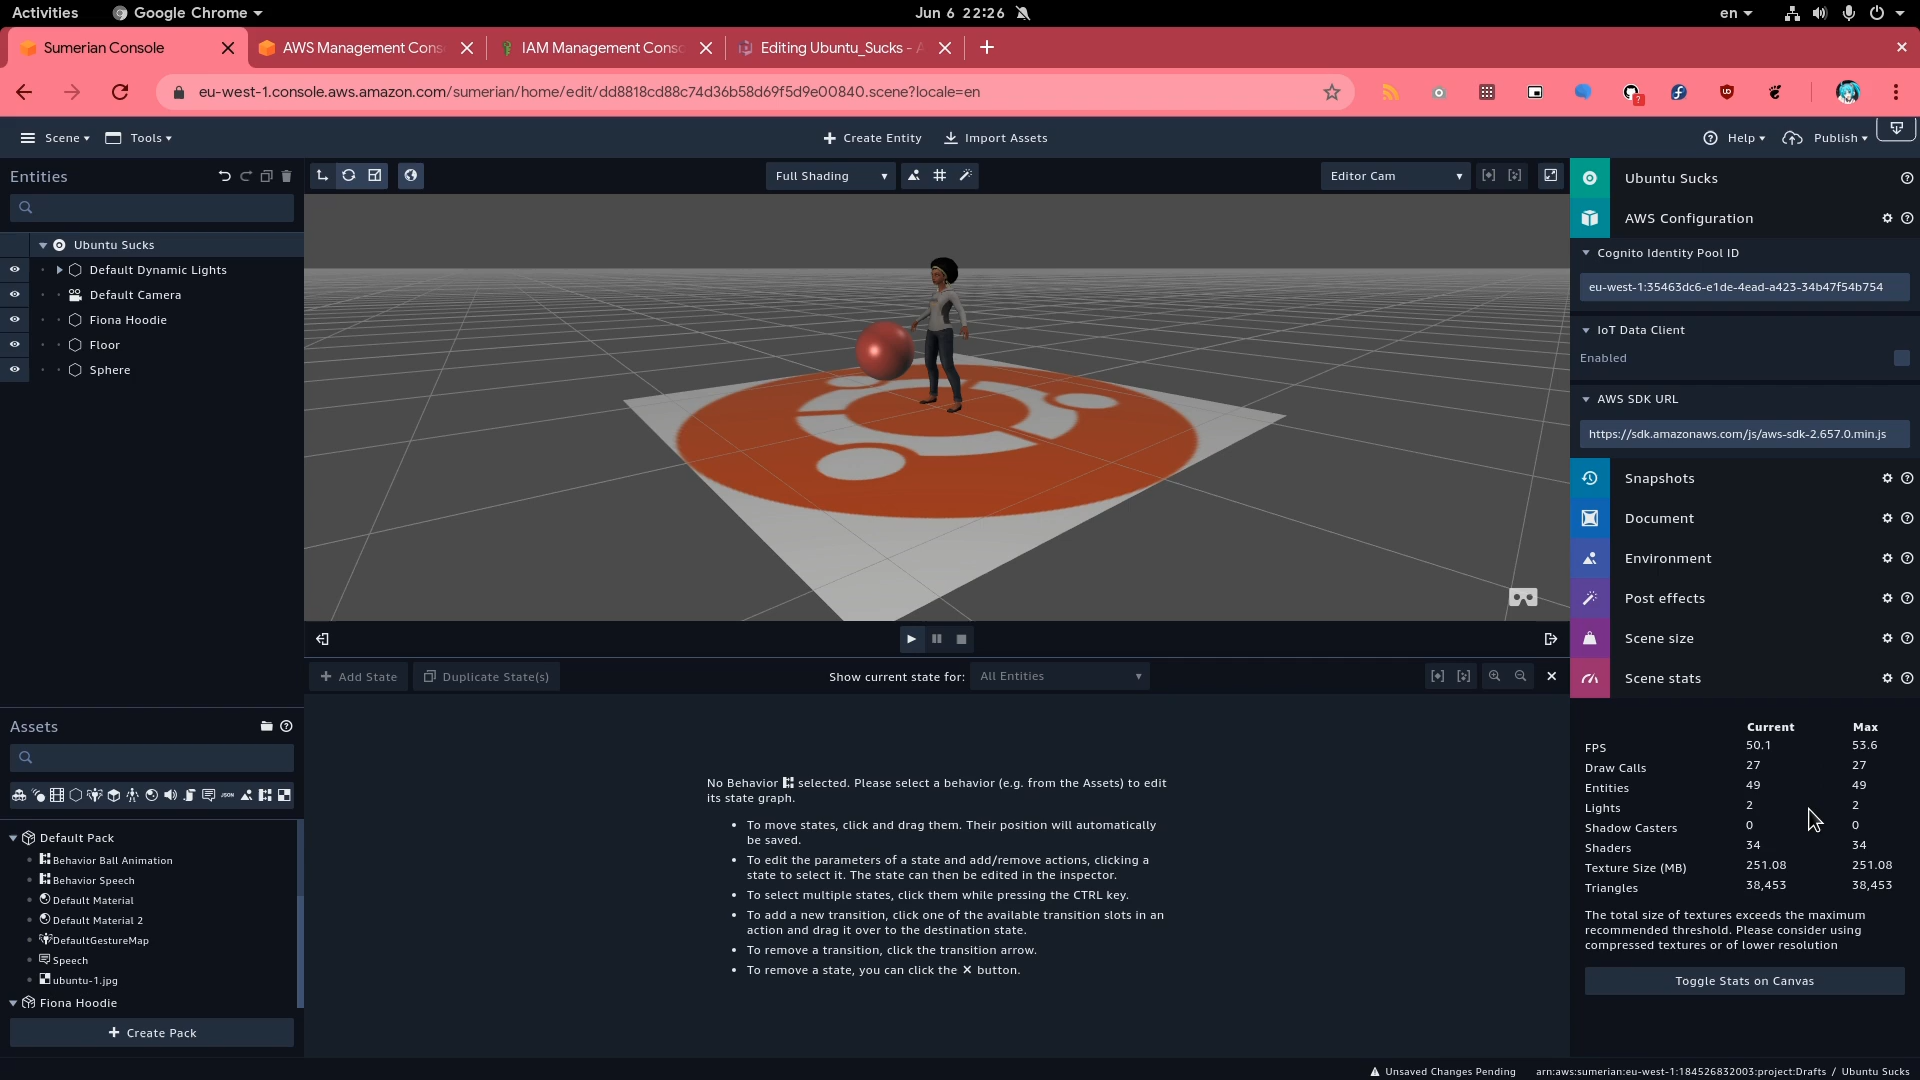 Activities
Google Chrome
Jun 6 22:26
en
Sumerian Console
AWS Management Cons
IAM Management Conso
Editing Ubuntu_Sucks - A
eu-west-1.console.aws.amazon.com/sumerian/home/edit/dd8818cd88c74d36b58d69f5d9e00840.scene?locale=en
Scene
Tools
Create Entity
Import Assets
Help
Publish
Entities
Full Shading
Editor Cam
Ubuntu Sucks
Default Dynamic Lights
Default Camera
Fiona Hoodie
Floor
Sphere
Ubuntu Sucks
AWS Configuration
Cognito Identity Pool ID
eu-west-1:35463dc6-e1de-4ead-a423-34b47f54b754
IoT Data Client
Enabled
AWS SDK URL
https://sdk.amazonaws.com/js/aws-sdk-2.657.0.min.js
Snapshots
Document
Environment
Post effects
Scene size
Scene stats
Current Max
FPS 50.1 53.6
Draw Calls 27 27
Entities 49 49
Lights 2 2
Shadow Casters 0 0
Shaders 34 34
Texture Size (MB) 251.08 251.08
Triangles 38,453 38,453
The total size of textures exceeds the maximum
recommended threshold. Please consider using
compressed textures or of lower resolution
Toggle Stats on Canvas
Add State
Duplicate State(s)
Show current state for:
All Entities
No Behavior selected. Please select a behavior (e.g. from the Assets) to edit
its state graph.
• To move states, click and drag them. Their position will automatically
be saved.
• To edit the parameters of a state and add/remove actions, clicking a
state to select it. The state can then be edited in the inspector.
• To select multiple states, click them while pressing the CTRL key.
• To add a new transition, click one of the available transition slots in an
action and drag it over to the destination state.
• To remove a transition, click the transition arrow.
• To remove a state, you can click the ✕ button.
Assets
JSON
Default Pack
Behavior Ball Animation
Behavior Speech
Default Material
Default Material 2
DefaultGestureMap
Speech
ubuntu-1.jpg
Fiona Hoodie
Create Pack
Unsaved Changes Pending
arn:aws:sumerian:eu-west-1:184526832003:project:Drafts / Ubuntu Sucks